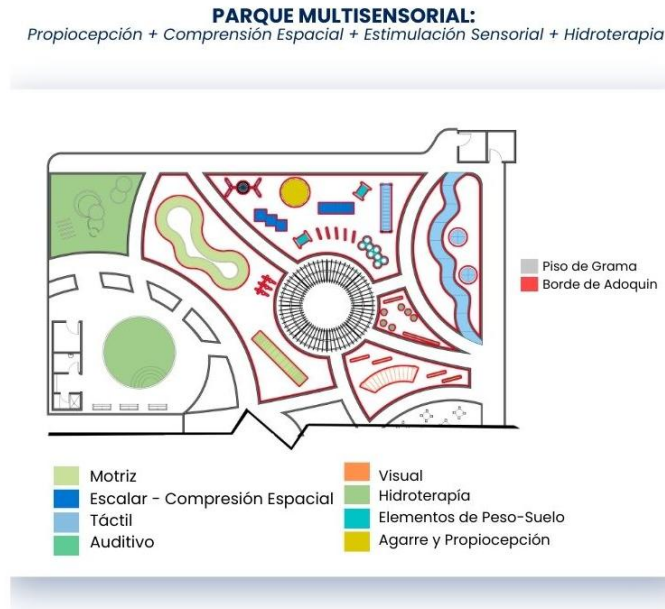 PARQUE MULTISENSORIAL:
Propiocepción + Comprensión Espacial + Estimulación Sensorial + Hidroterapia
Piso de Grama
Borde de Adoquin
Motriz
Escalar - Compresión Espacial
Táctil
Auditivo
Visual
Hidroterapía
Elementos de Peso-Suelo
Agarre y Propiocepción